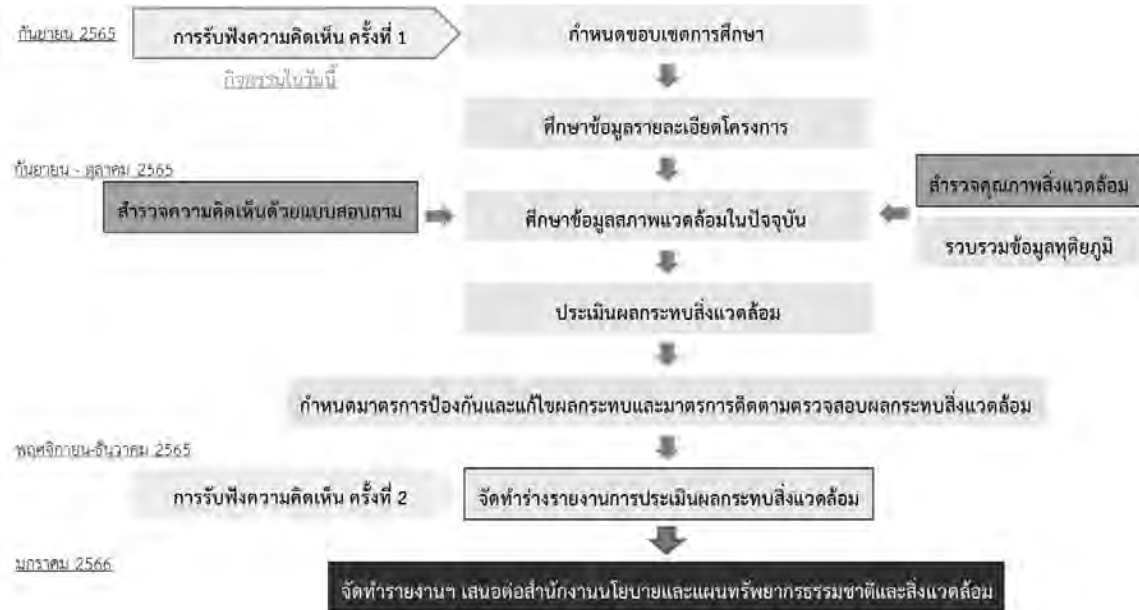 กันยายน 2565
การรับฟังความคิดเห็น ครั้งที่ 1
กำหนดขอบเขตการศึกษา
กิจกรรมในวันนี้
ศึกษาข้อมูลรายละเอียดโครงการ
กันยายน - ตุลาคม 2565
สำรวจคุณภาพสิ่งแวดล้อม
สำรวจความคิดเห็นด้วยแบบสอบถาม
ศึกษาข้อมูลสภาพแวดล้อมในปัจจุบัน
รวบรวมข้อมูลทุติยภูมิ
ประเมินผลกระทบสิ่งแวดล้อม
กำหนดมาตรการป้องกันและแก้ไขผลกระทบและมาตรการติดตามตรวจสอบผลกระทบสิ่งแวดล้อม
พฤศจิกายน-ธันวาคม 2565
การรับฟังความคิดเห็น ครั้งที่ 2
จัดทำร่างรายงานการประเมินผลกระทบสิ่งแวดล้อม
มกราคม 2566
จัดทำรายงานฯ เสนอต่อสำนักงานนโยบายและแผนทรัพยากรธรรมชาติและสิ่งแวดล้อม